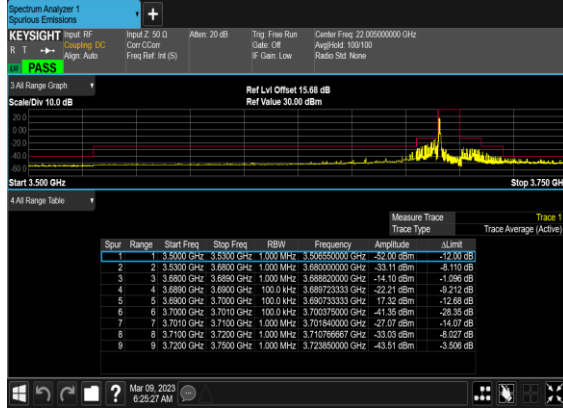 Spectrum Analyzer 1
Spurious Emissions
+
KEYSIGHT Input: RF Input Z: 50 Ω Atten: 20 dB Trig: Free Run Center Freq: 22.005000000 GHz
R T Coupling: DC Corr CCorr Gate: Off Avg|Hold: 100/100
Align: Auto Freq Ref: Int (S) IF Gain: Low Radio Std: None
PASS
3 All Range Graph
Ref Lvl Offset 15.68 dB
Scale/Div 10.0 dB Ref Value 30.00 dBm
20.0
0.00
-20.0
-40.0
-60.0
Start 3.500 GHz Stop 3.750 GH
4 All Range Table
Measure Trace Trace 1
Trace Type Trace Average (Active)
Spur Range Start Freq Stop Freq RBW Frequency Amplitude ΔLimit
1 1 3.5000 GHz 3.5300 GHz 1.000 MHz 3.506550000 GHz -52.00 dBm -12.00 dB
2 2 3.5300 GHz 3.6800 GHz 1.000 MHz 3.680000000 GHz -33.11 dBm -8.110 dB
3 3 3.6800 GHz 3.6890 GHz 1.000 MHz 3.688820000 GHz -14.10 dBm -1.096 dB
4 4 3.6890 GHz 3.6900 GHz 100.0 kHz 3.689723333 GHz -22.21 dBm -9.212 dB
5 5 3.6900 GHz 3.7000 GHz 100.0 kHz 3.690733333 GHz 17.32 dBm -12.68 dB
6 6 3.7000 GHz 3.7010 GHz 100.0 kHz 3.700375000 GHz -41.35 dBm -28.35 dB
7 7 3.7010 GHz 3.7100 GHz 1.000 MHz 3.701840000 GHz -27.07 dBm -14.07 dB
8 8 3.7100 GHz 3.7200 GHz 1.000 MHz 3.710766667 GHz -33.03 dBm -8.027 dB
9 9 3.7200 GHz 3.7500 GHz 1.000 MHz 3.723850000 GHz -43.51 dBm -3.506 dB
? Mar 09, 2023
6:25:27 AM